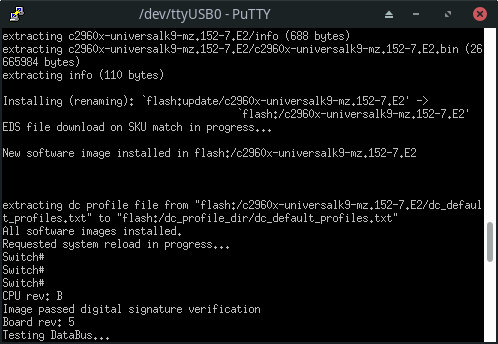 /dev/ttyUSB0 - PuTTY
extracting c2960x-universalk9-mz.152-7.E2/info (688 bytes)
extracting c2960x-universalk9-mz.152-7.E2/c2960x-universalk9-mz.152-7.E2.bin (26
665984 bytes)
extracting info (110 bytes)
Installing (renaming): `flash:update/c2960x-universalk9-mz.152-7.E2' ->
`flash:/c2960x-universalk9-mz.152-7.E2'
EDS file download on SKU match in progress...
New software image installed in flash:/c2960x-universalk9-mz.152-7.E2
extracting dc profile file from "flash:/c2960x-universalk9-mz.152-7.E2/dc_defaul
t_profiles.txt" to "flash:/dc_profile_dir/dc_default_profiles.txt"
All software images installed.
Requested system reload in progress...
Switch#
Switch#
Switch#
CPU rev: B
Image passed digital signature verification
Board rev: 5
Testing DataBus...